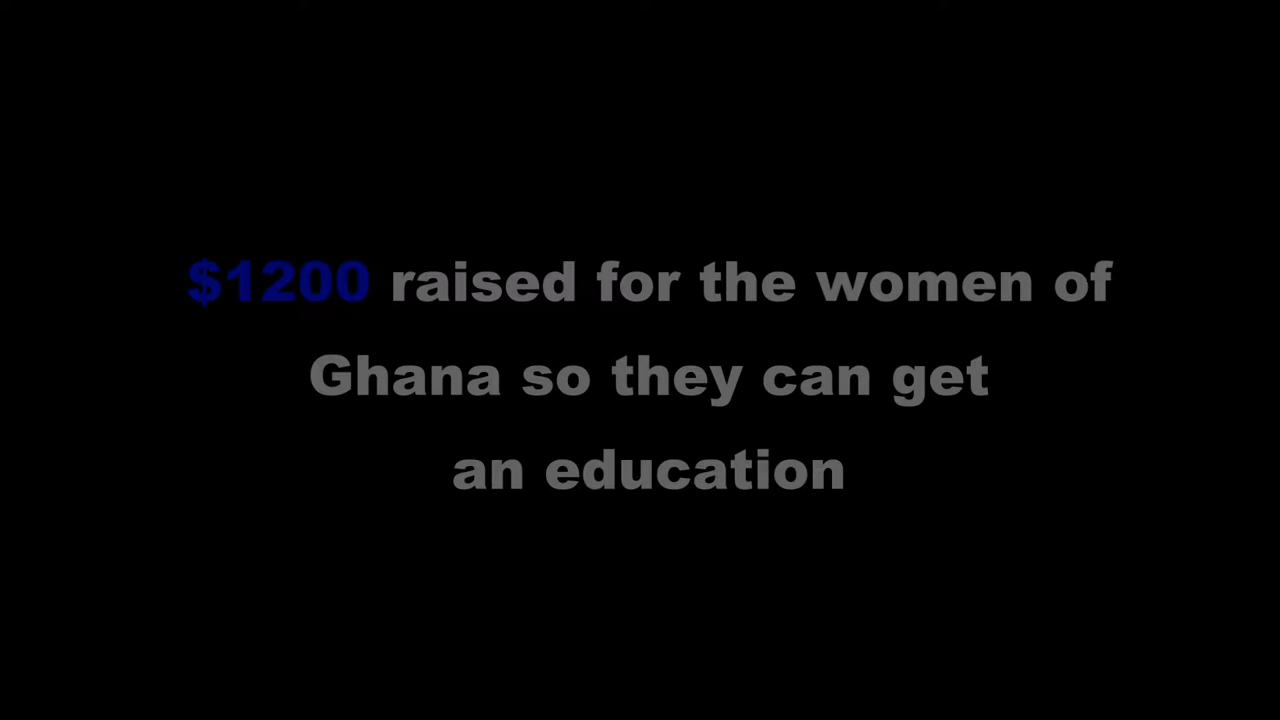 $1200 raised for the women of
Ghana so they can get
an education